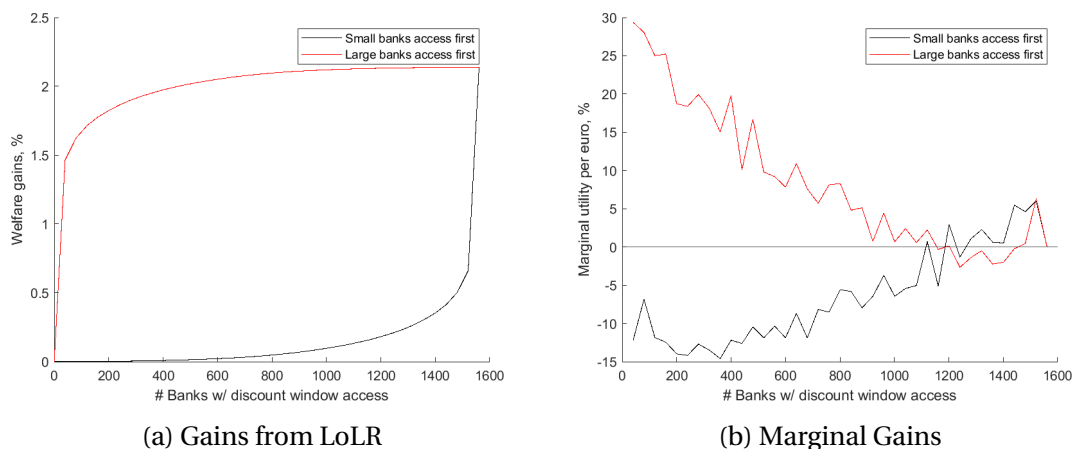 2.5
2
1.5
1
0.5
0
0 200 400 600 800 1000 1200 1400 1600
Welfare gains, %
# Banks w/ discount window access
Small banks access first
Large banks access first
(a) Gains from LoLR
30
25
20
15
10
5
0
-5
-10
-15
0 200 400 600 800 1000 1200 1400 1600
Marginal utility per euro, %
# Banks w/ discount window access
Small banks access first
Large banks access first
(b) Marginal Gains